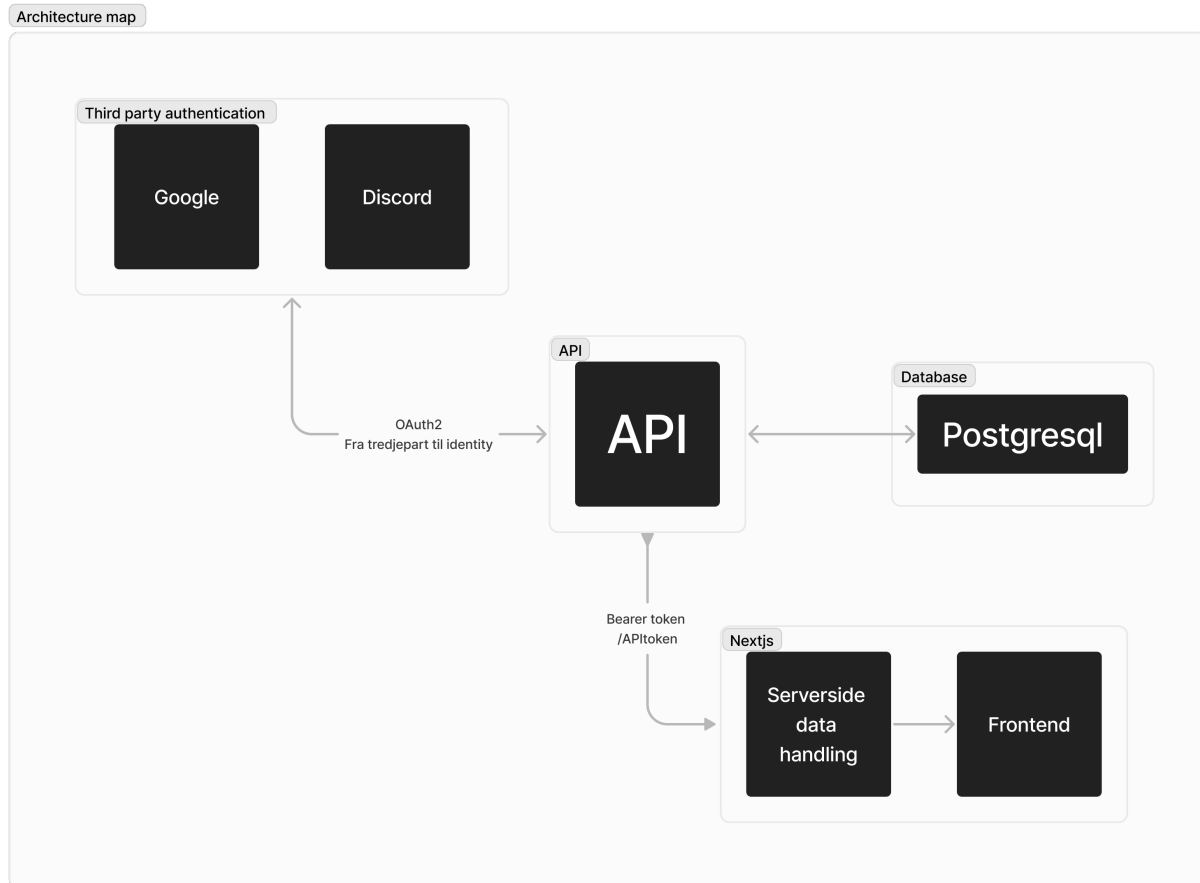 Architecture map
Third party authentication
Google
Discord
API
API
Database
Postgresql
OAuth2
Fra tredjepart til identity
Bearer token
/APItoken
Nextjs
Serverside
data
handling
Frontend